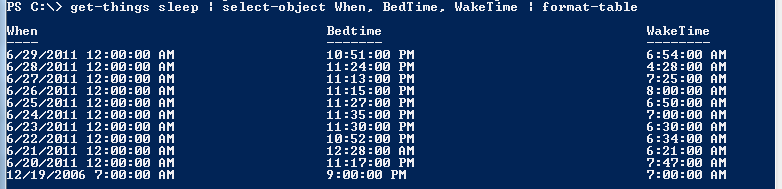 PS C:\> get-things sleep | select-object When, BedTime, WakeTime | format-table
When Bedtime WakeTime
---- ------- --------
6/29/2011 12:00:00 AM 10:51:00 PM 6:54:00 AM
6/28/2011 12:00:00 AM 11:24:00 PM 4:28:00 AM
6/27/2011 12:00:00 AM 11:13:00 PM 7:25:00 AM
6/26/2011 12:00:00 AM 11:15:00 PM 8:00:00 AM
6/25/2011 12:00:00 AM 11:27:00 PM 6:50:00 AM
6/24/2011 12:00:00 AM 11:35:00 PM 7:00:00 AM
6/23/2011 12:00:00 AM 11:30:00 PM 6:30:00 AM
6/22/2011 12:00:00 AM 10:52:00 PM 6:34:00 AM
6/21/2011 12:00:00 AM 12:28:00 AM 6:21:00 AM
6/20/2011 12:00:00 AM 11:17:00 PM 7:47:00 AM
12/19/2006 7:00:00 AM 9:00:00 PM 7:00:00 AM